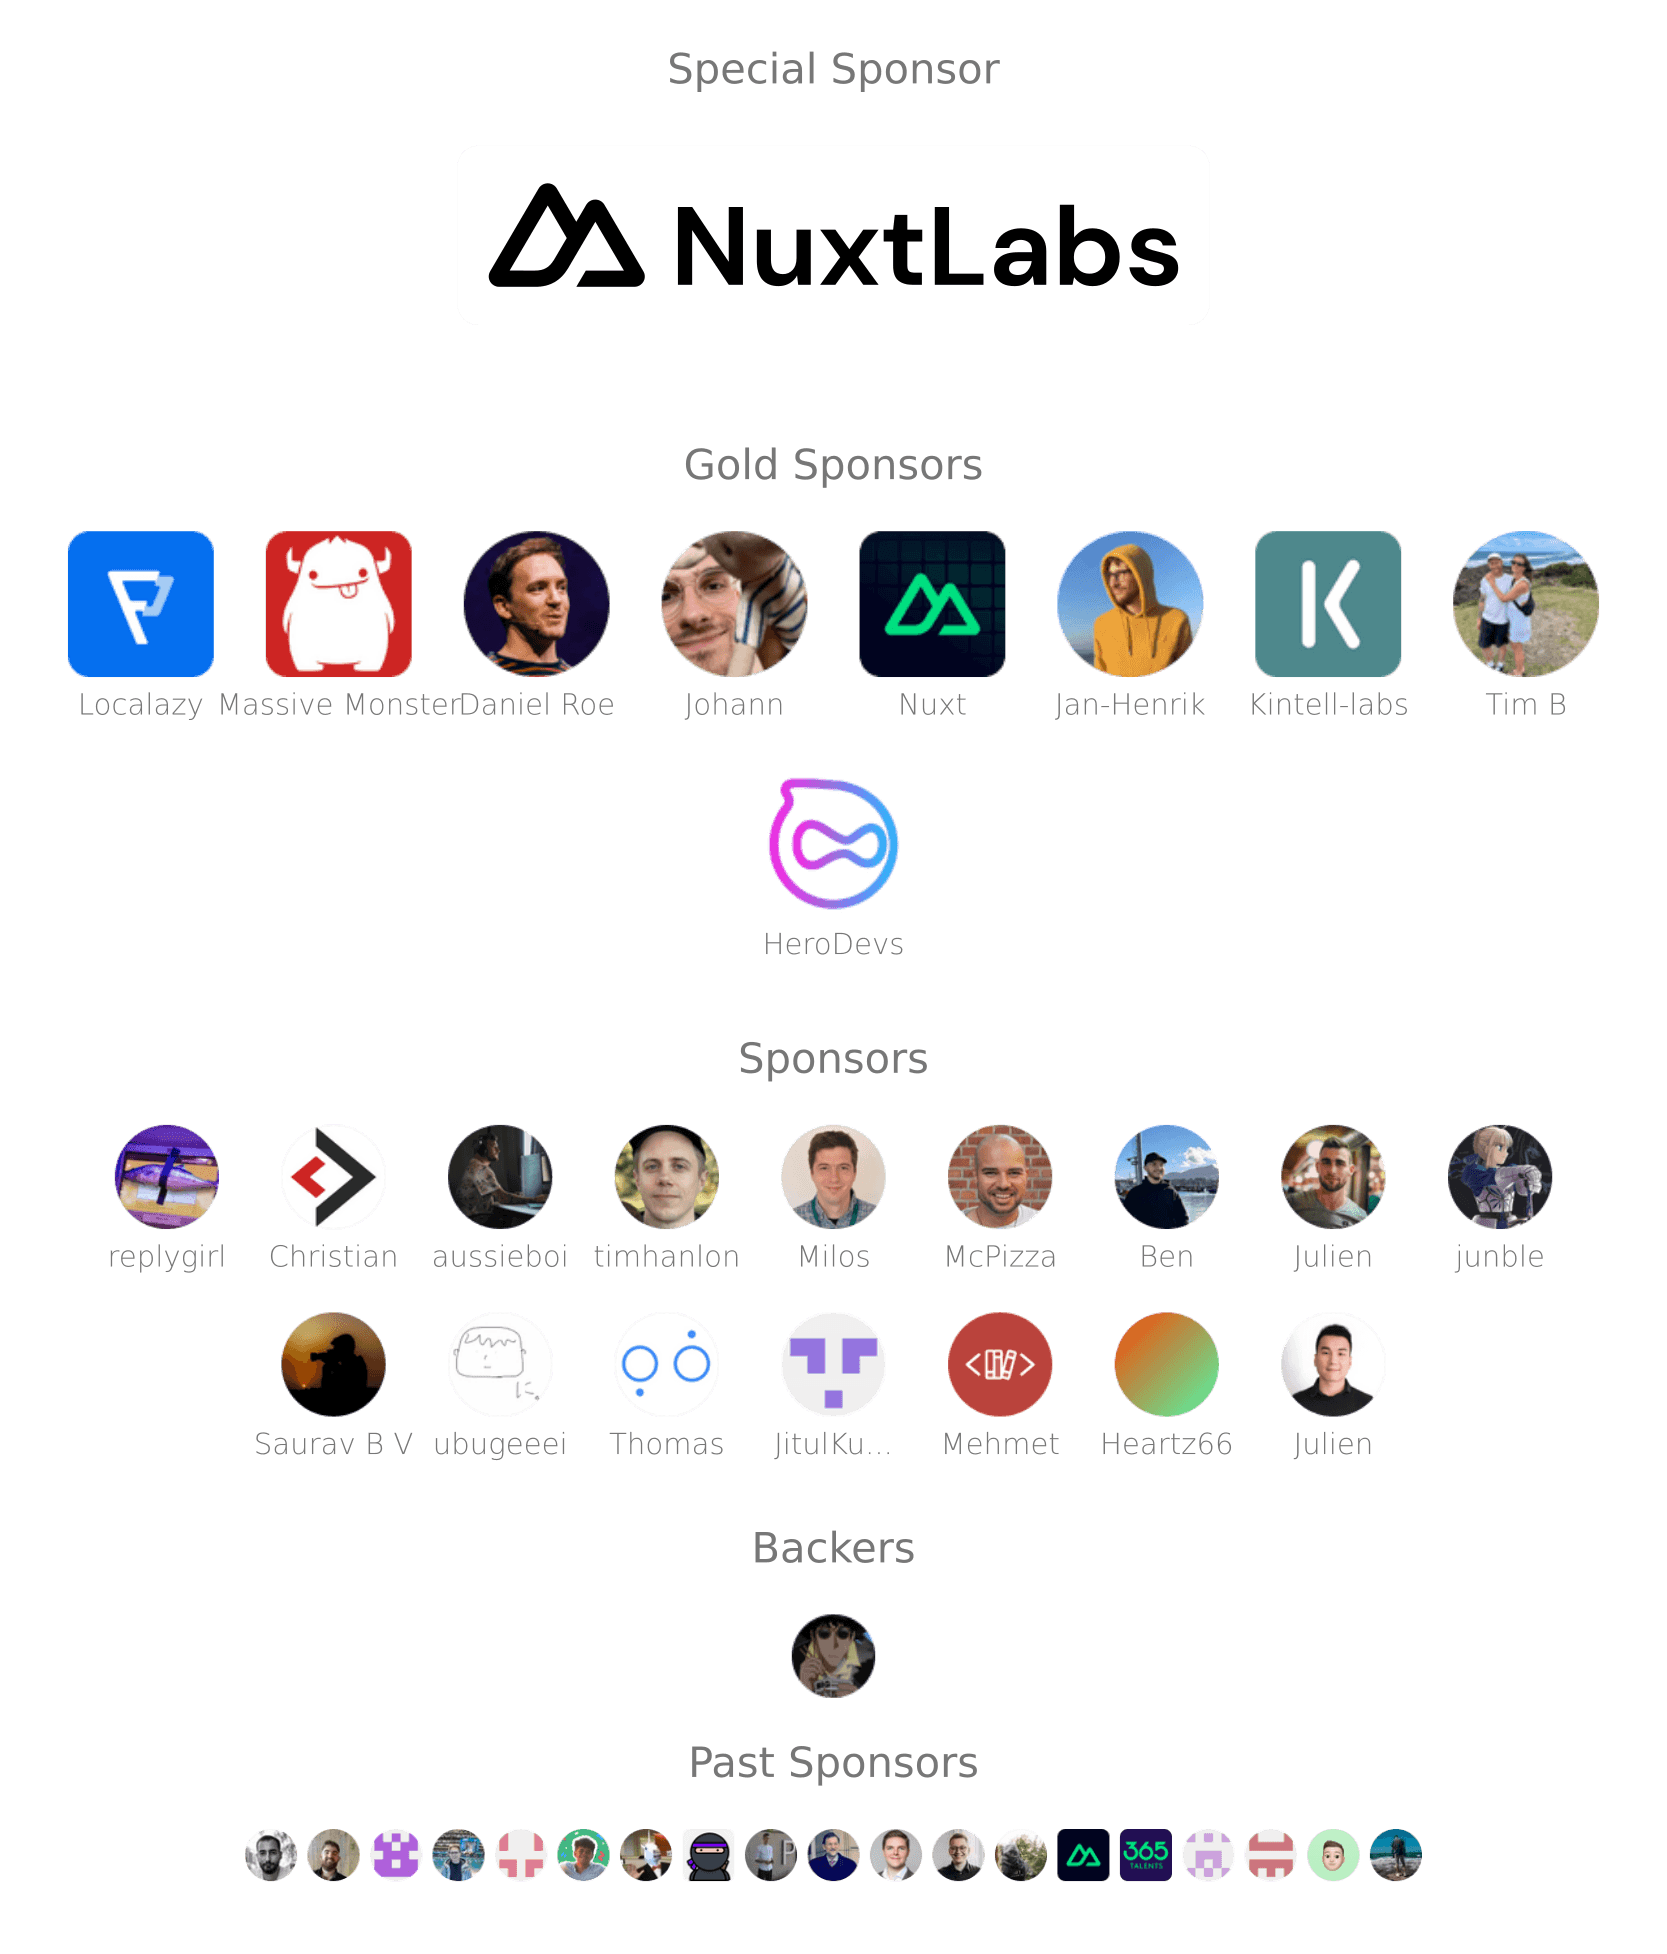 Special Sponsor
NuxtLabs
Gold Sponsors
Localazy Massive Monster Daniel Roe Johann Nuxt Jan-Henrik Kintell-labs Tim B
HeroDevs
Sponsors
replygirl Christian aussieboi timhanlon Milos McPizza Ben Julien junble
Saurav B V ubugeeei Thomas JitulKu... Mehmet Heartz66 Julien
Backers
Past Sponsors
365
TALENTS